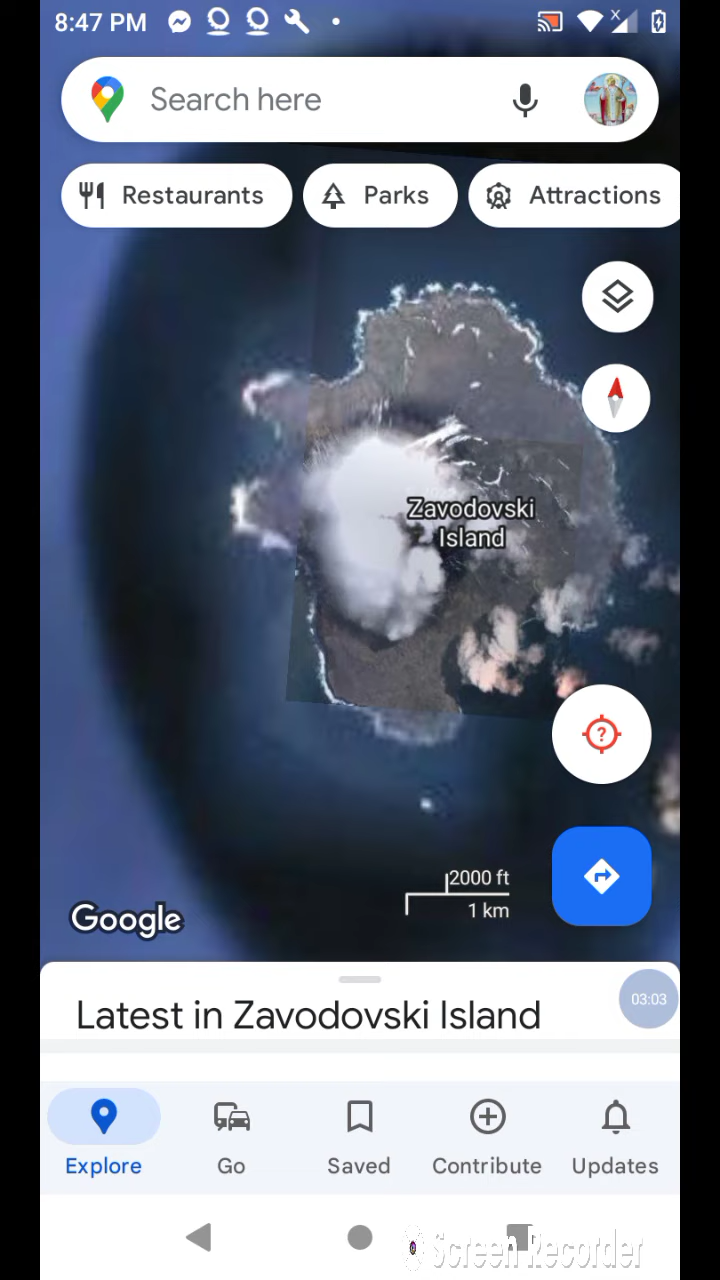 8:47 PM
Search here
Restaurants
Parks
Attractions
Zavodovski
Island
2000 ft
1 km
Google
Latest in Zavodovski Island
03:03
Explore
Go
Saved
Contribute
Updates
Screen Recorder